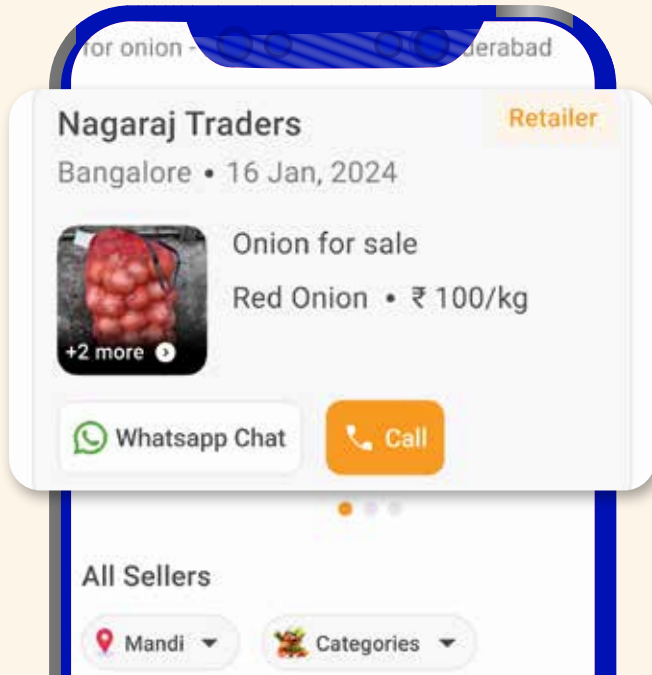 for onion -
derabad
Nagaraj Traders
Retailer
Bangalore • 16 Jan, 2024
Onion for sale
Red Onion • ₹ 100/kg
+2 more
Whatsapp Chat
Call
All Sellers
Mandi
Categories